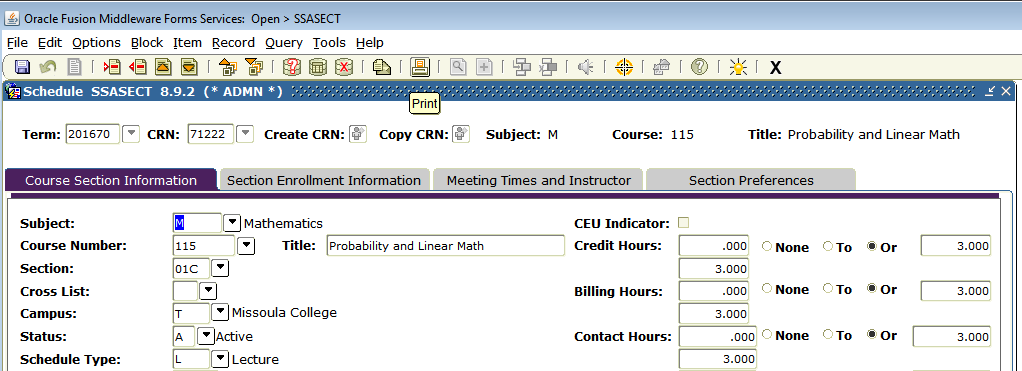 Oracle Fusion Middleware Forms Services: Open > SSASECT
File Edit Options Block Item Record Query Tools Help
X
Schedule SSASECT 8.9.2 (* ADMN *)
Print
Term: 201670 CRN: 71222 Create CRN: Copy CRN: Subject: M Course: 115 Title: Probability and Linear Math
Course Section Information Section Enrollment Information Meeting Times and Instructor Section Preferences
Subject: M Mathematics CEU Indicator:
Course Number: 115 Title: Probability and Linear Math Credit Hours: .000 None To Or 3.000
Section: 01C 3.000
Cross List: Billing Hours: .000 None To Or 3.000
Campus: T Missoula College 3.000
Status: A Active Contact Hours: .000 None To Or 3.000
Schedule Type: L Lecture 3.000